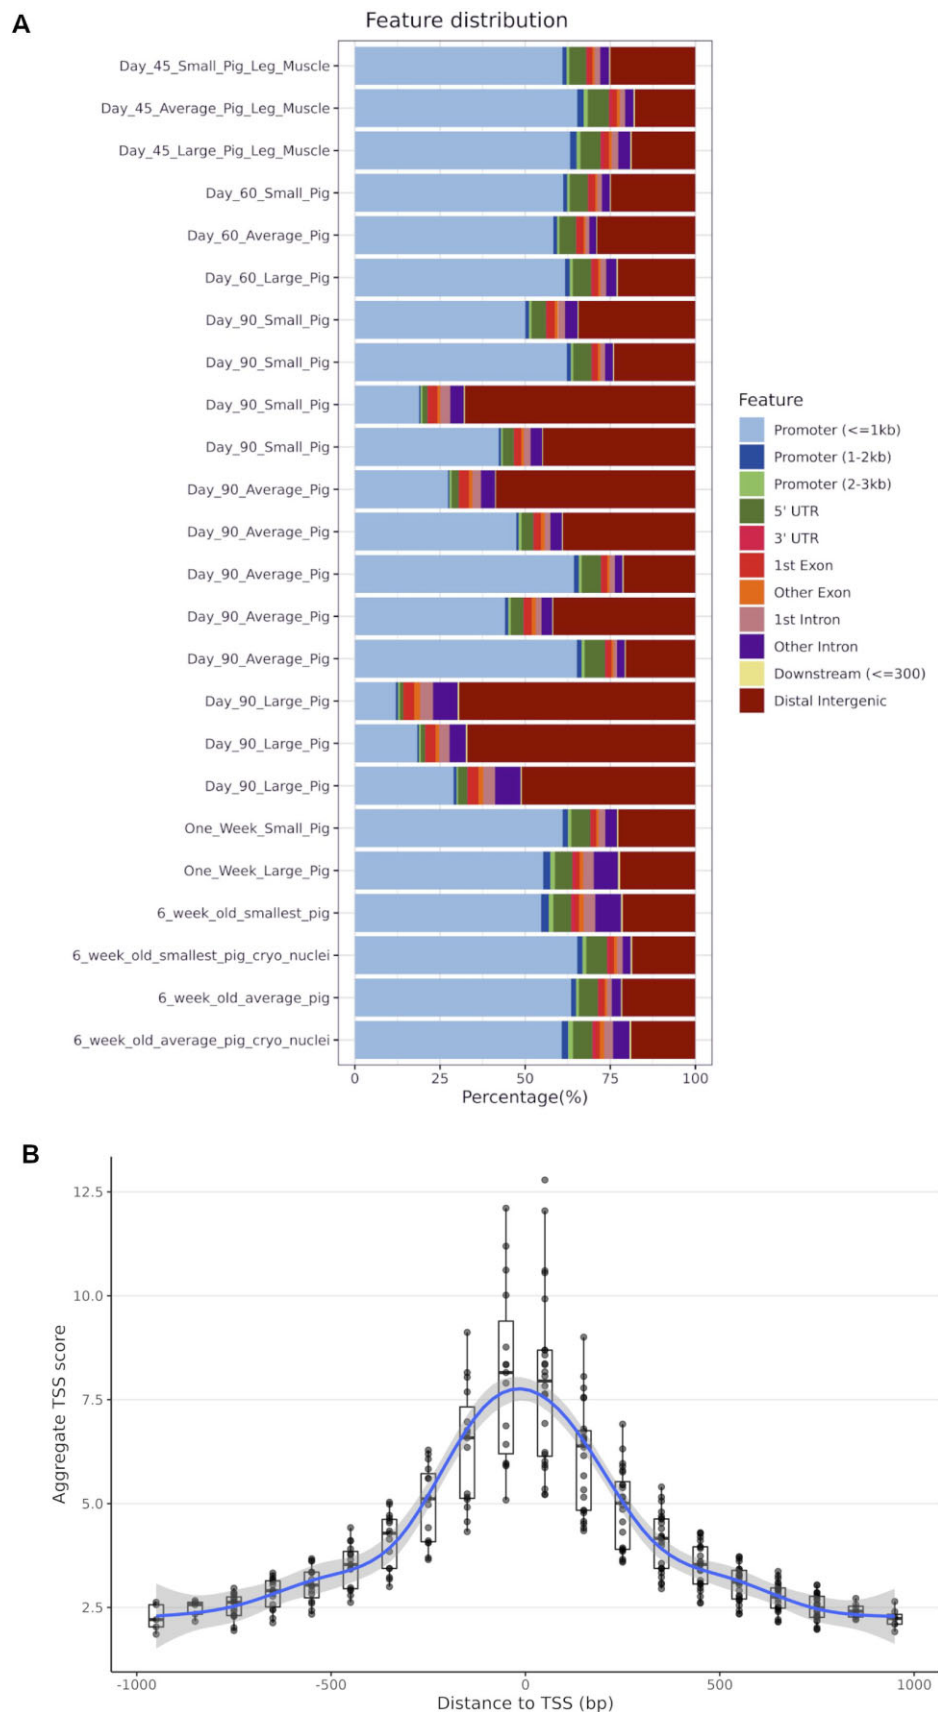 A
Feature distribution
Day_45_Small_Pig_Leg_Muscle
Day_45_Average_Pig_Leg_Muscle
Day_45_Large_Pig_Leg_Muscle
Day_60_Small_Pig
Day_60_Average_Pig
Day_60_Large_Pig
Day_90_Small_Pig
Day_90_Small_Pig
Day_90_Small_Pig
Day_90_Small_Pig
Day_90_Average_Pig
Day_90_Average_Pig
Day_90_Average_Pig
Day_90_Average_Pig
Day_90_Average_Pig
Day_90_Large_Pig
Day_90_Large_Pig
Day_90_Large_Pig
One_Week_Small_Pig
One_Week_Large_Pig
6_week_old_smallest_pig
6_week_old_smallest_pig_cryo_nuclei
6_week_old_average_pig
6_week_old_average_pig_cryo_nuclei
0 25 50 75 100
Percentage(%)
Feature
Promoter (<=1kb)
Promoter (1-2kb)
Promoter (2-3kb)
5' UTR
3' UTR
1st Exon
Other Exon
1st Intron
Other Intron
Downstream (<=300)
Distal Intergenic
B
Aggregate TSS score
12.5
10.0
7.5
5.0
2.5
-1000 -500 0 500 1000
Distance to TSS (bp)